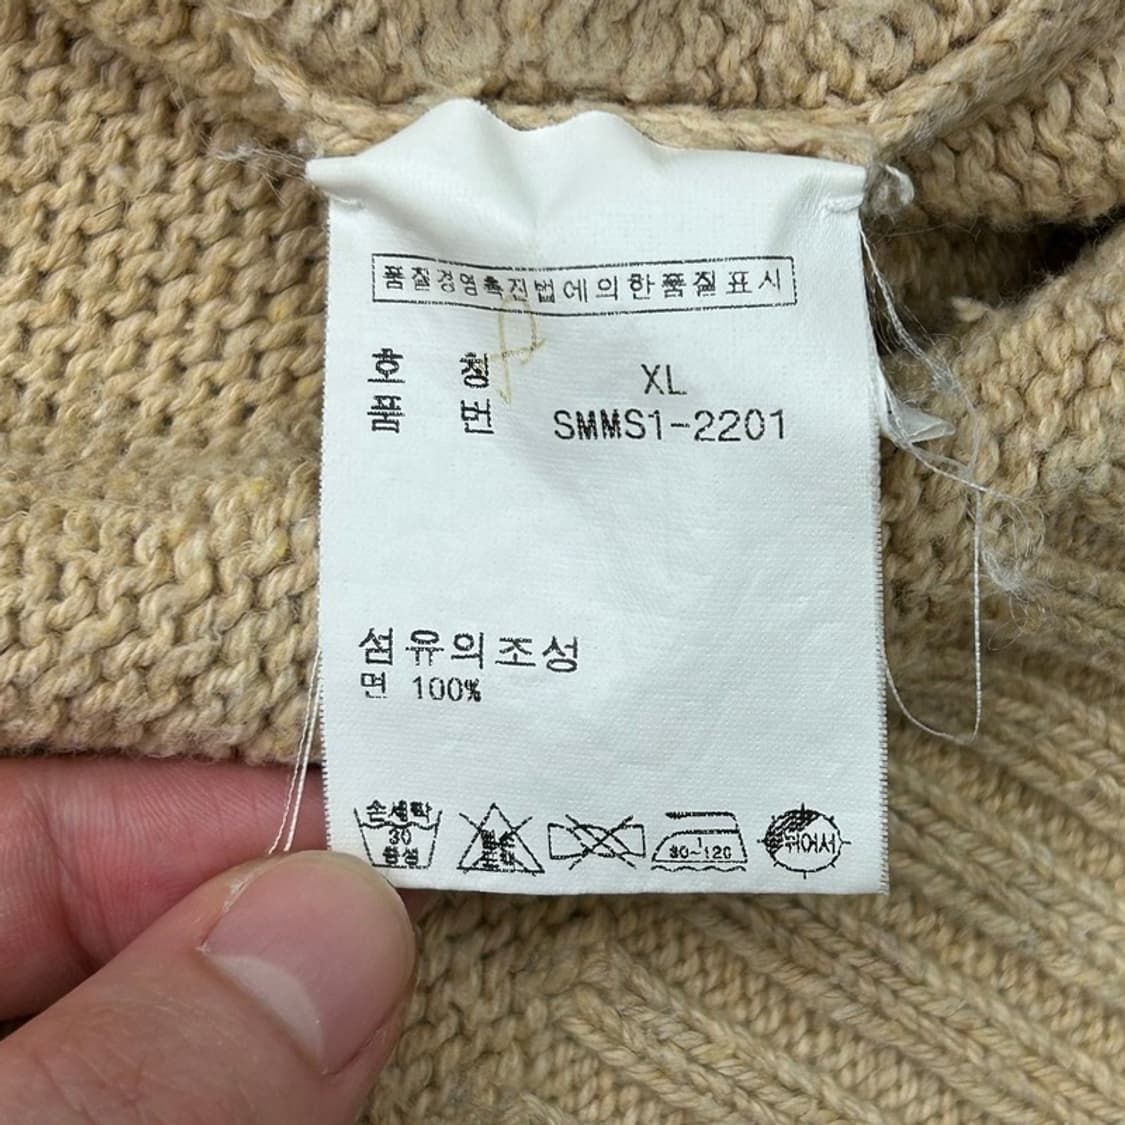 품질경영촉진법에의한품질표시
호 칭 XL
품 번 SMMS1-2201
섬유의조성
면 100%
손세탁
30
중성
80~120
뉘어서